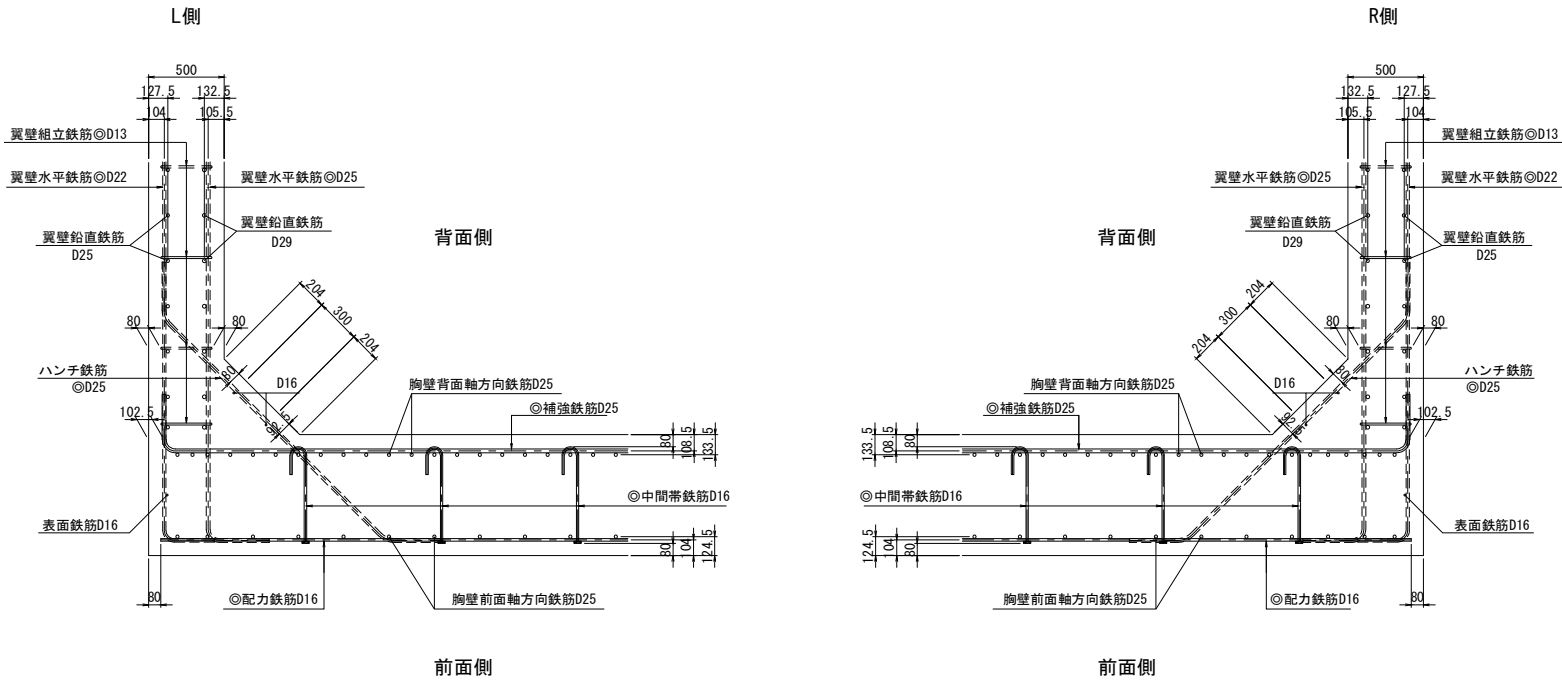 L側
R側
500
127.5
132.5
104
105.5
翼壁組立鉄筋◎D13
翼壁水平鉄筋◎D22
翼壁水平鉄筋◎D25
翼壁鉛直鉄筋
D25
翼壁鉛直鉄筋
D29
背面側
204
300
204
80
80
80
ハンチ鉄筋
◎D25
D16
102.5
胸壁背面軸方向鉄筋D25
◎補強鉄筋D25
80
108.5
133.5
◎中間帯鉄筋D16
表面鉄筋D16
80
104
124.5
80
◎配力鉄筋D16
胸壁前面軸方向鉄筋D25
前面側
500
132.5
127.5
105.5
104
翼壁組立鉄筋◎D13
翼壁水平鉄筋◎D25
翼壁水平鉄筋◎D22
翼壁鉛直鉄筋
D29
翼壁鉛直鉄筋
D25
背面側
204
300
204
80
80
80
ハンチ鉄筋
◎D25
D16
102.5
胸壁背面軸方向鉄筋D25
◎補強鉄筋D25
133.5
108.5
80
◎中間帯鉄筋D16
表面鉄筋D16
124.5
104
80
80
胸壁前面軸方向鉄筋D25
◎配力鉄筋D16
前面側